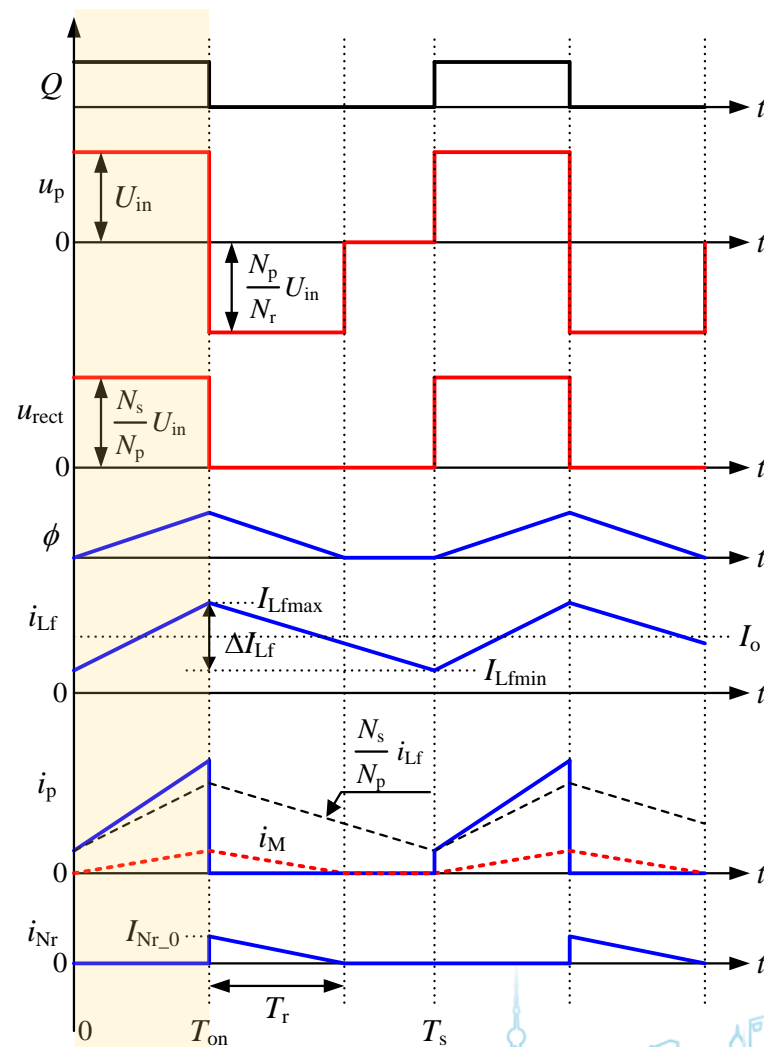 Q
t
u_p
U_in
0
N_p/N_r U_in
t
u_rect
N_s/N_p U_in
0
t
ϕ
t
I_Lfmax
i_Lf
ΔI_Lf
I_o
I_Lfmin
0
t
N_s/N_p i_Lf
i_p
i_M
0
t
i_Nr
I_Nr_0
0
t
T_r
0
T_on
T_s